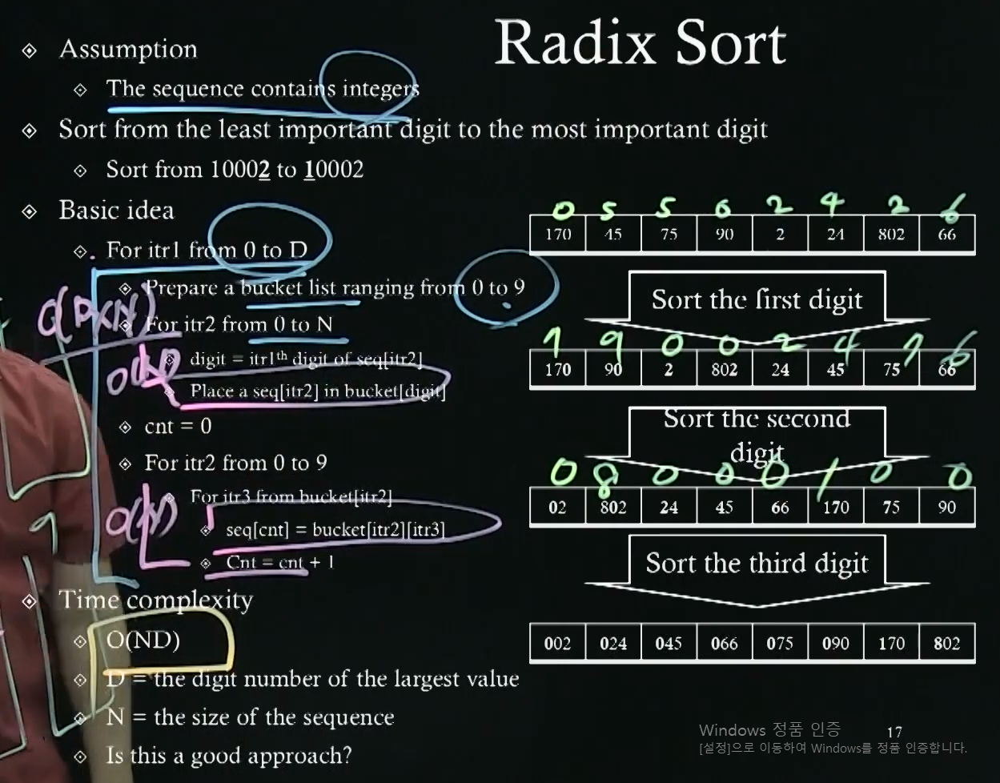 Radix Sort
Assumption
The sequence contains integers
Sort from the least important digit to the most important digit
Sort from 10002 to 10002
Basic idea
For itr1 from 0 to D
Prepare a bucket list ranging from 0 to 9
For itr2 from 0 to N
digit = itr1th digit of seq[itr2]
Place a seq[itr2] in bucket[digit]
cnt = 0
For itr2 from 0 to 9
For itr3 from bucket[itr2]
seq[cnt] = bucket[itr2][itr3]
Cnt = cnt + 1
Time complexity
O(ND)
D = the digit number of the largest value
N = the size of the sequence
Is this a good approach?
0 5 5 0 2 4 2 6
170 45 75 90 2 24 802 66
Sort the first digit
7 9 0 0 2 4 7 6
170 90 2 802 24 45 75 66
Sort the second
digit
0 8 0 0 0 1 0 0
02 802 24 45 66 170 75 90
Sort the third digit
002 024 045 066 075 090 170 802
O(N)
Windows 정품 인증
17
[설정]으로 이동하여 Windows를 정품 인증합니다.